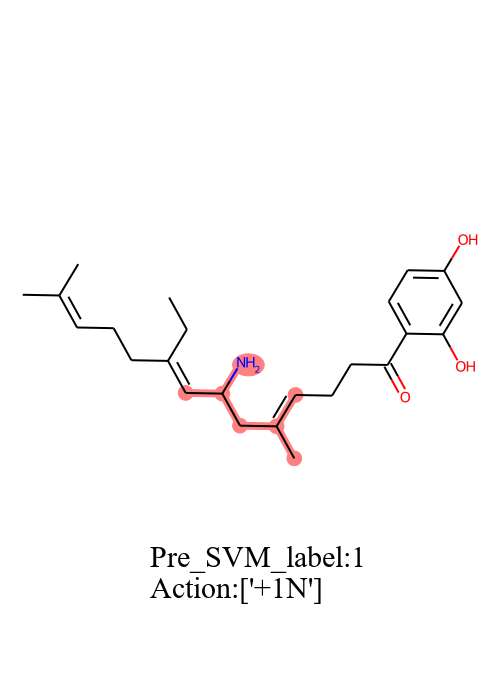 OH
NH2
OH
O
Pre_SVM_label:1
Action:['+1N']